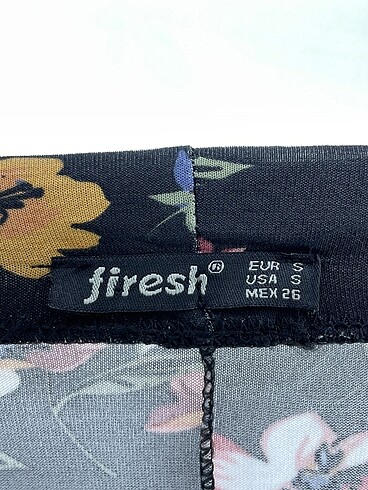 firesh®
EUR S
USA S
MEX 26